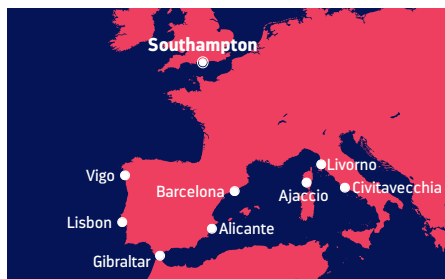 Southampton
Livorno
Vigo
Barcelona
Ajaccio
Civitavecchia
Lisbon
Alicante
Gibraltar